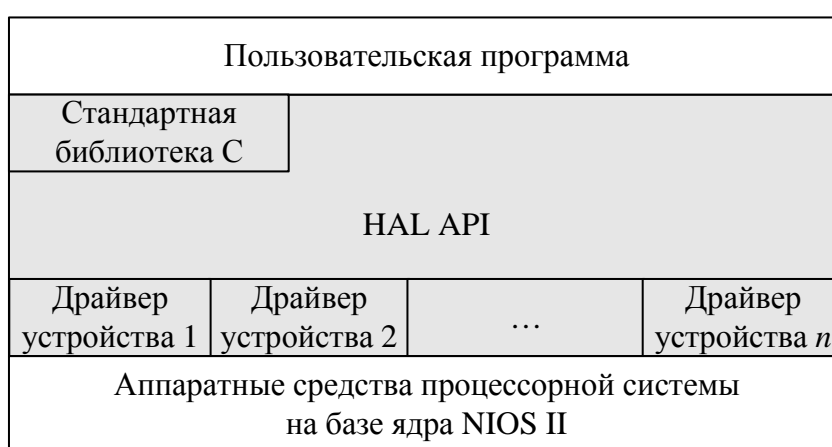 Пользовательская программа
Стандартная
библиотека С
HAL API
Драйвер
устройства 1
Драйвер
устройства 2
…
Драйвер
устройства n
Аппаратные средства процессорной системы
на базе ядра NIOS II